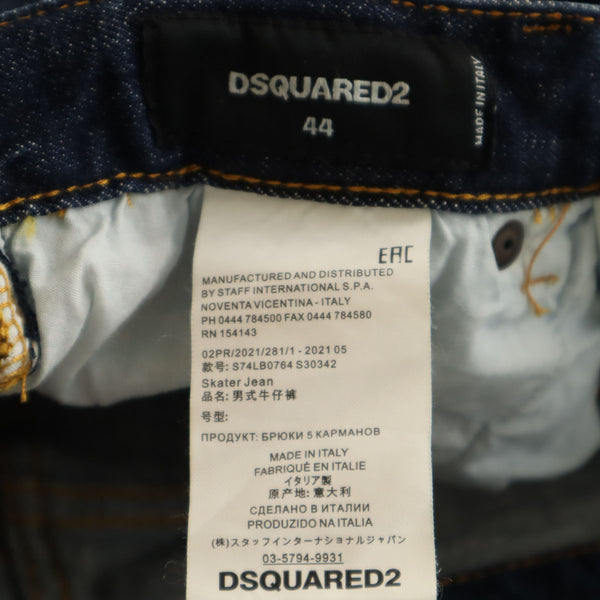 DSQUARED2
44
MADE IN ITALY
EAC
MANUFACTURED AND DISTRIBUTED
BY STAFF INTERNATIONAL S.P.A.
NOVENTA VICENTINA - ITALY
PH 0444 784500 FAX 0444 784580
RN 154143
02PR/2021/281/1 - 2021 05
款号: S74LB0764 S30342
Skater Jean
品名: 男式牛仔裤
号型:
ПРОДУКТ: БРЮКИ 5 КАРМАНОВ
MADE IN ITALY
FABRIQUÉ EN ITALIE
イタリア製
原产地: 意大利
СДЕЛАНО В ИТАЛИИ
PRODUZIDO NA ITALIA
(株)スタッフインターナショナルジャパン
03-5794-9931
DSQUARED2